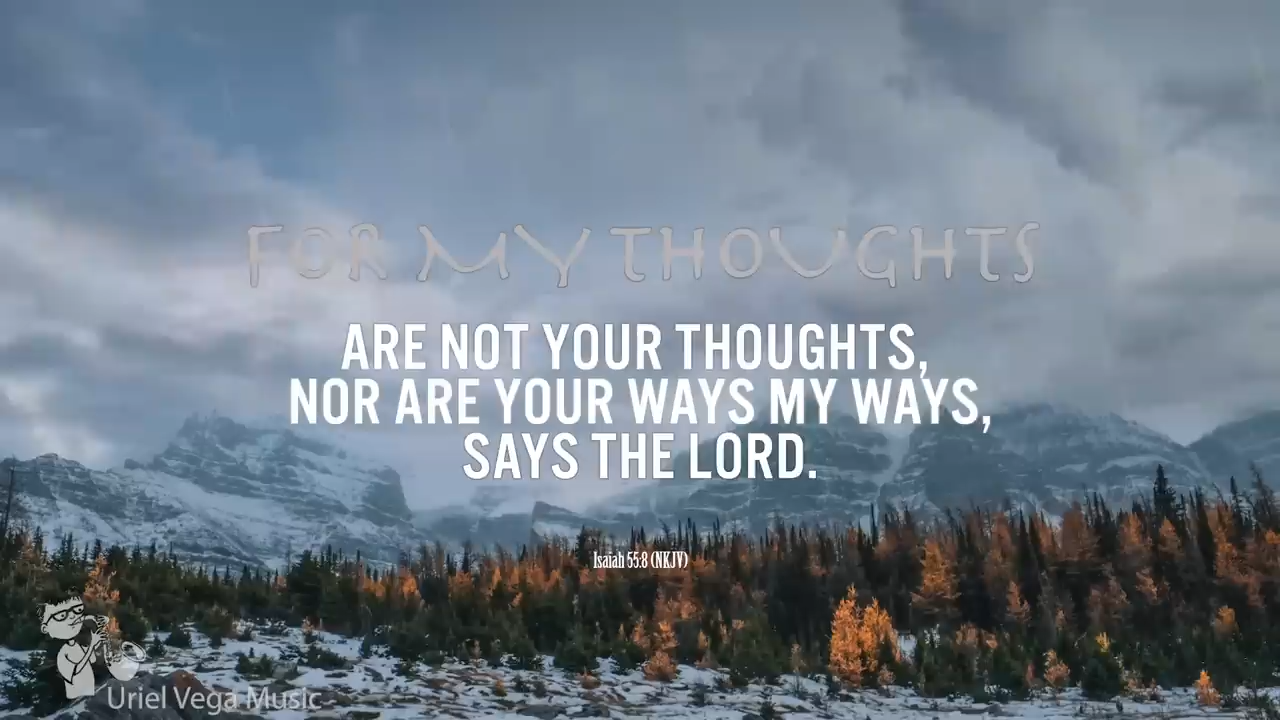 FOR MY THOUGHTS
ARE NOT YOUR THOUGHTS,
NOR ARE YOUR WAYS MY WAYS,
SAYS THE LORD.
Isaiah 55:8 (NKJV)
Uriel Vega Music